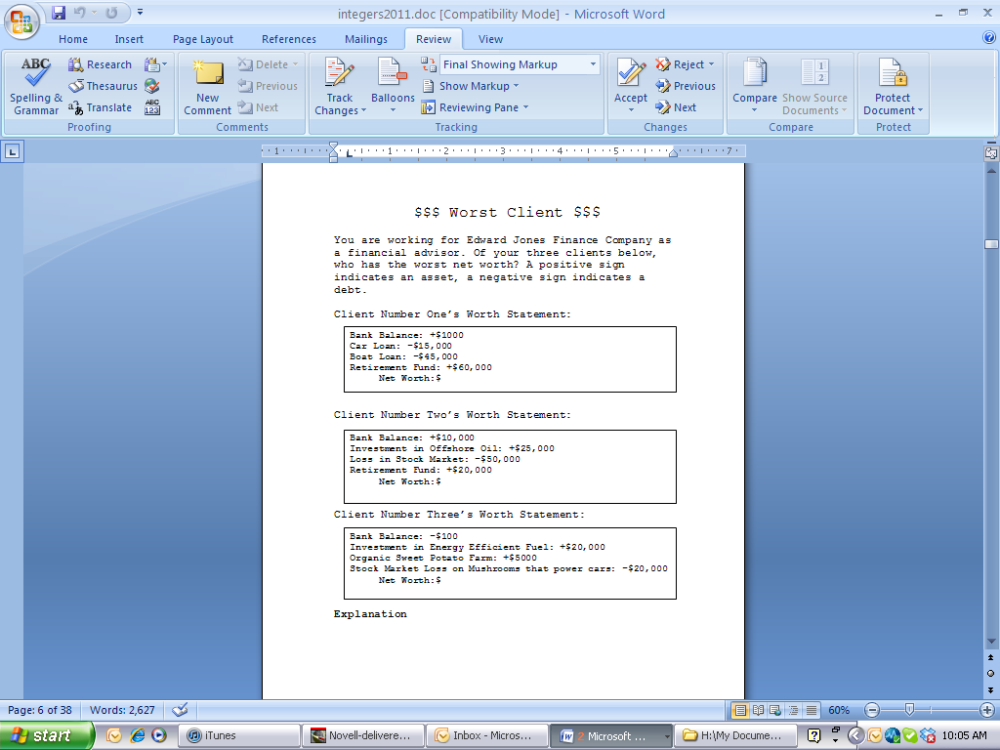 integers2011.doc [Compatibility Mode] - Microsoft Word
Home Insert Page Layout References Mailings Review View
ABC Research Delete Final Showing Markup Reject
Thesaurus Previous Show Markup Previous
Spelling & Grammar Translate ABC 123 New Comment Next Track Changes Balloons Reviewing Pane Accept Next Compare Show Source Documents Protect Document
Proofing Comments Tracking Changes Compare Protect
1 1 2 3 4 5 7
$$$ Worst Client $$$
You are working for Edward Jones Finance Company as
a financial advisor. Of your three clients below,
who has the worst net worth? A positive sign
indicates an asset, a negative sign indicates a
debt.
Client Number One's Worth Statement:
Bank Balance: +$1000
Car Loan: -$15,000
Boat Loan: -$45,000
Retirement Fund: +$60,000
Net Worth:$
Client Number Two's Worth Statement:
Bank Balance: +$10,000
Investment in Offshore Oil: +$25,000
Loss in Stock Market: -$50,000
Retirement Fund: +$20,000
Net Worth:$
Client Number Three's Worth Statement:
Bank Balance: -$100
Investment in Energy Efficient Fuel: +$20,000
Organic Sweet Potato Farm: +$5000
Stock Market Loss on Mushrooms that power cars: -$20,000
Net Worth:$
Explanation
Page: 6 of 38 Words: 2,627 60%
start iTunes Novell-delivere... Inbox - Micros... 2 Microsoft ... H:\My Docume... 10:05 AM